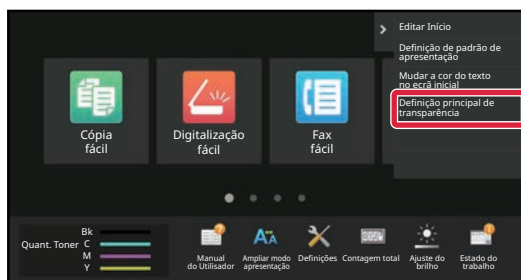 Editar Início
Definição de padrão de
apresentação
Mudar a cor do texto
no ecrã inicial
Definição principal de
transparência
Cópia
fácil
Digitalização
fácil
Fax
fácil
Quant. Toner
Bk
C
M
Y
Manual
do Utilisador
Ampliar modo
apresentação
Definições
Contagem total
Ajuste do
brilho
Estado do
trabalho